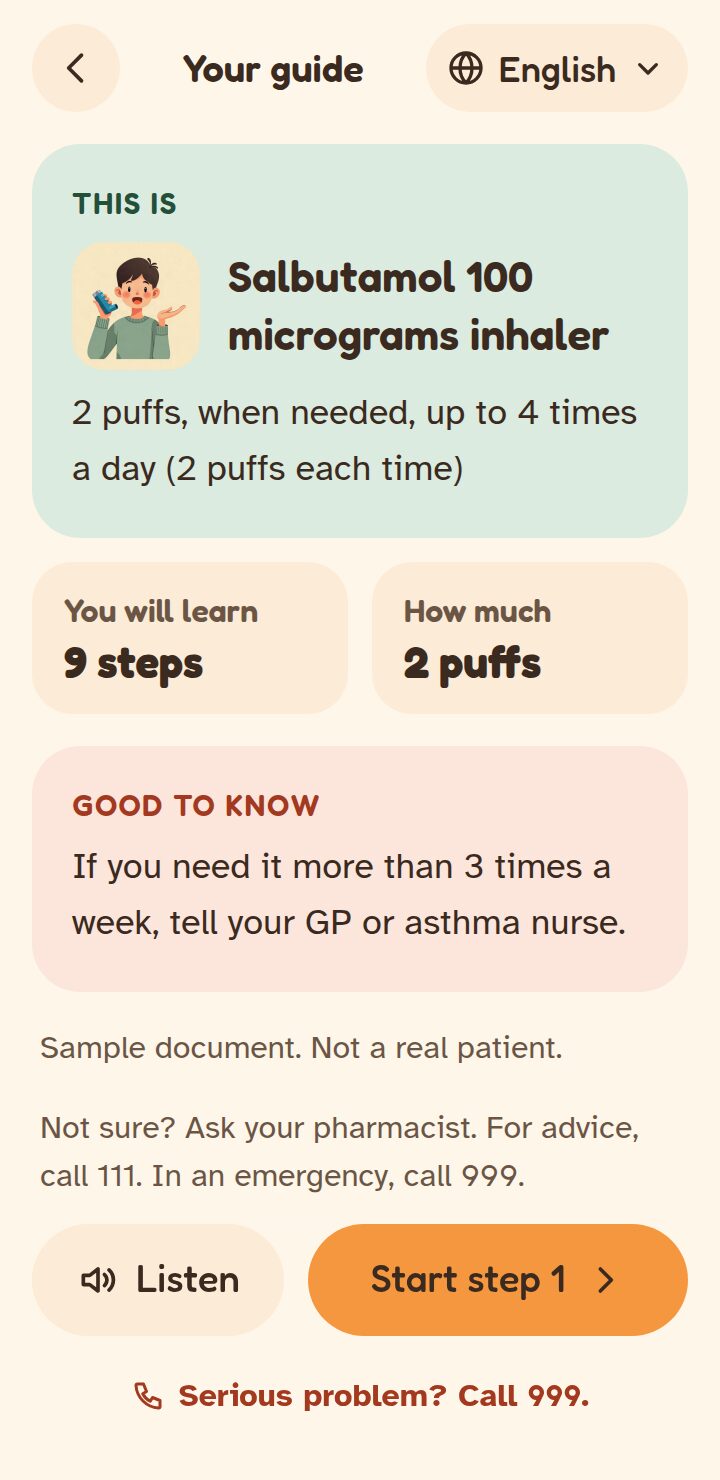 Your guide
English
THIS IS
Salbutamol 100
micrograms inhaler
2 puffs, when needed, up to 4 times
a day (2 puffs each time)
You will learn
9 steps
How much
2 puffs
GOOD TO KNOW
If you need it more than 3 times a
week, tell your GP or asthma nurse.
Sample document. Not a real patient.
Not sure? Ask your pharmacist. For advice,
call 111. In an emergency, call 999.
Listen
Start step 1
Serious problem? Call 999.